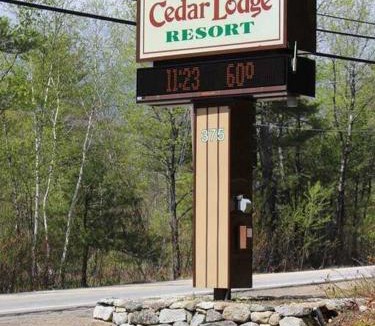 Cedar Lodge
RESORT
11:23 60°
375